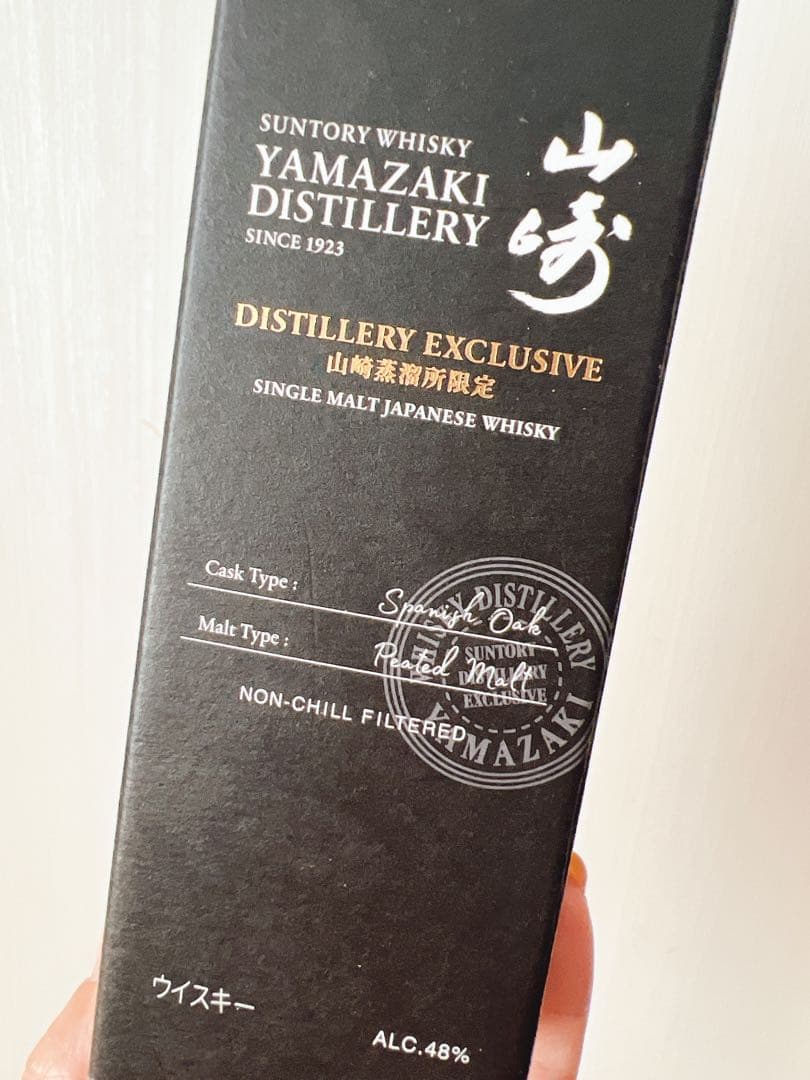 SUNTORY WHISKY
YAMAZAKI
DISTILLERY
SINCE 1923
山崎
DISTILLERY EXCLUSIVE
山崎蒸溜所限定
SINGLE MALT JAPANESE WHISKY
Cask Type : Spanish Oak
Malt Type : Peated Malt
NON-CHILL FILTERED
WHISKY DISTILLERY
SUNTORY
DISTILLERY
EXCLUSIVE
YAMAZAKI
ウイスキー
ALC.48%